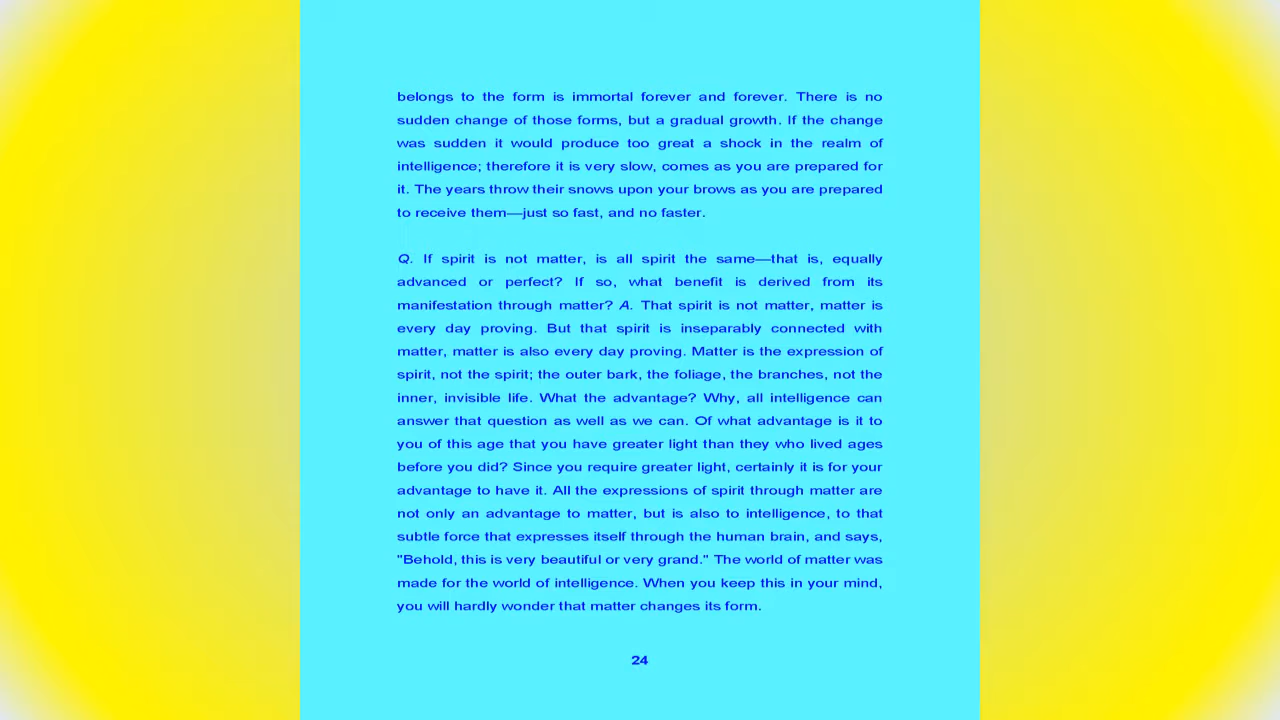 belongs to the form is immortal forever and forever. There is no
sudden change of those forms, but a gradual growth. If the change
was sudden it would produce too great a shock in the realm of
intelligence; therefore it is very slow, comes as you are prepared for
it. The years throw their snows upon your brows as you are prepared
to receive them—just so fast, and no faster.
Q. If spirit is not matter, is all spirit the same—that is, equally
advanced or perfect? If so, what benefit is derived from its
manifestation through matter? A. That spirit is not matter, matter is
every day proving. But that spirit is inseparably connected with
matter, matter is also every day proving. Matter is the expression of
spirit, not the spirit; the outer bark, the foliage, the branches, not the
inner, invisible life. What the advantage? Why, all intelligence can
answer that question as well as we can. Of what advantage is it to
you of this age that you have greater light than they who lived ages
before you did? Since you require greater light, certainly it is for your
advantage to have it. All the expressions of spirit through matter are
not only an advantage to matter, but is also to intelligence, to that
subtle force that expresses itself through the human brain, and says,
"Behold, this is very beautiful or very grand." The world of matter was
made for the world of intelligence. When you keep this in your mind,
you will hardly wonder that matter changes its form.
24